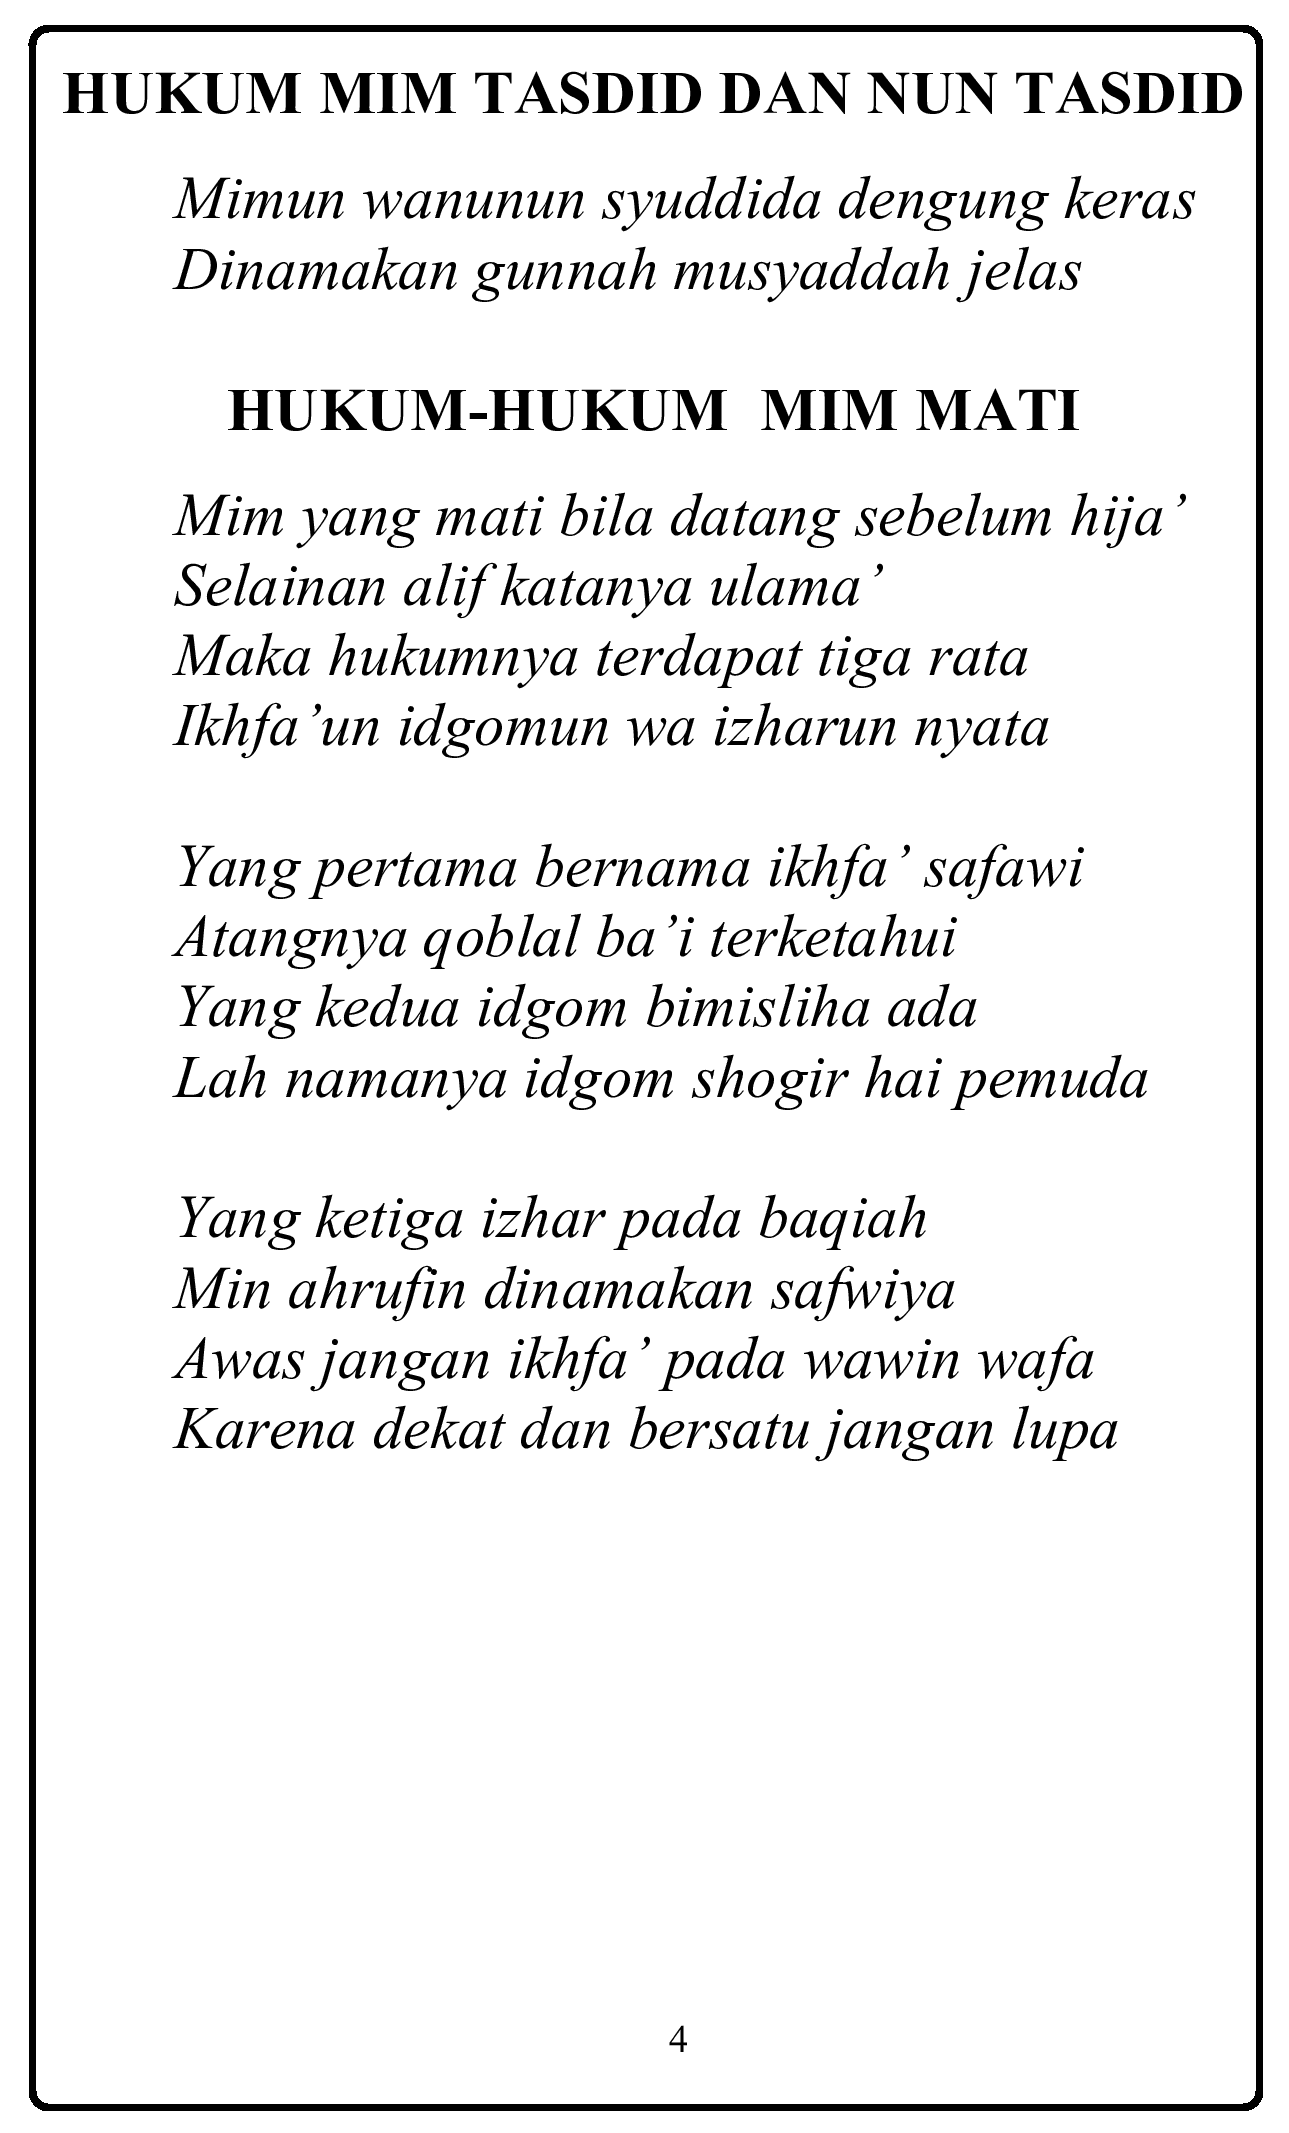 HUKUM MIM TASDID DAN NUN TASDID
Mimun wanunun syuddida dengung keras
Dinamakan gunnah musyaddah jelas
HUKUM-HUKUM MIM MATI
Mim yang mati bila datang sebelum hija’
Selainan alif katanya ulama’
Maka hukumnya terdapat tiga rata
Ikhfa’un idgomun wa izharun nyata
Yang pertama bernama ikhfa’ safawi
Atangnya qoblal ba’i terketahui
Yang kedua idgom bimisliha ada
Lah namanya idgom shogir hai pemuda
Yang ketiga izhar pada baqiah
Min ahrufin dinamakan safwiya
Awas jangan ikhfa’ pada wawin wafa
Karena dekat dan bersatu jangan lupa
4